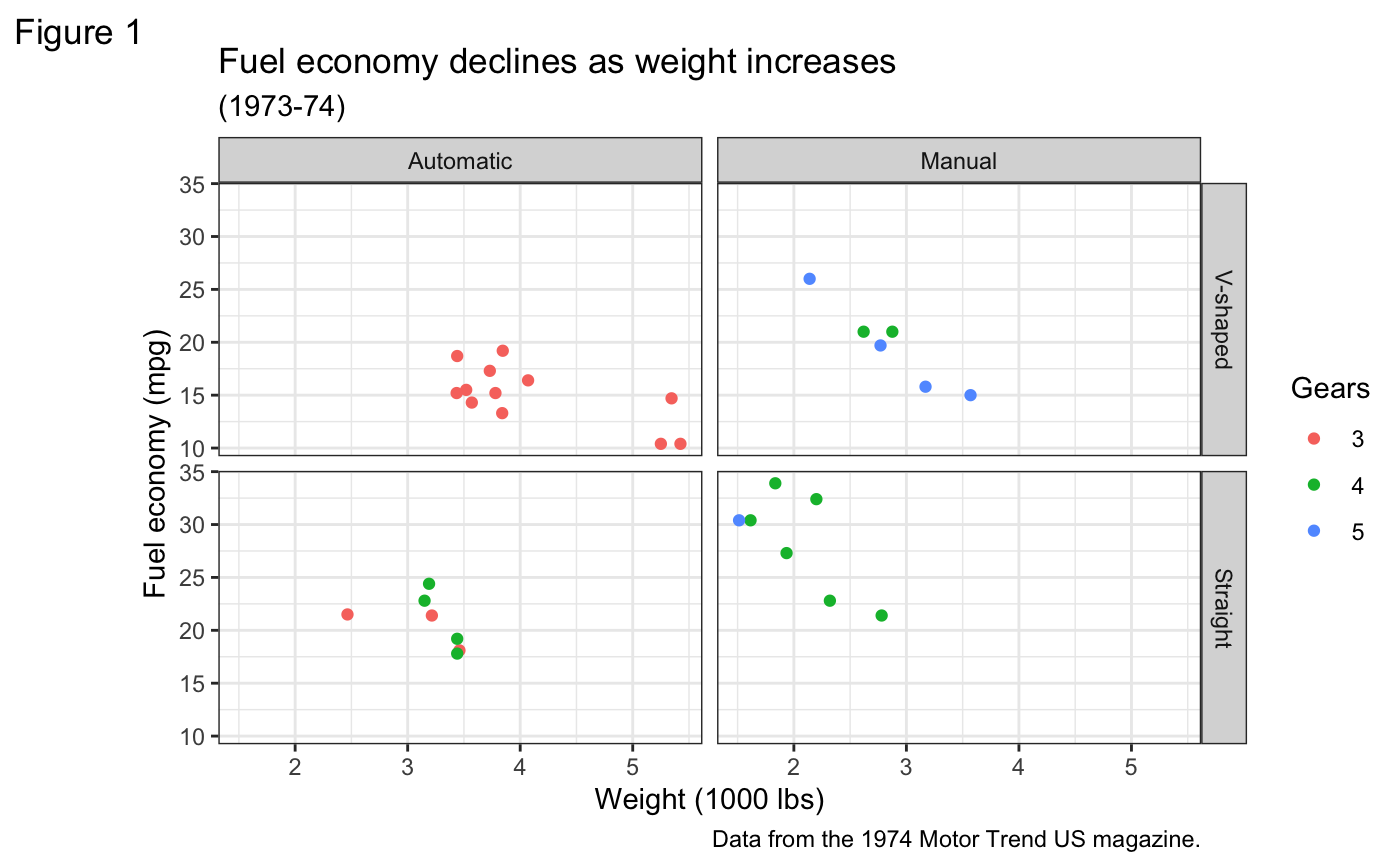 Figure 1
Fuel economy declines as weight increases
(1973-74)
Automatic
Manual
35
30
25
20
15
10
V-shaped
35
30
25
20
15
10
Straight
Fuel economy (mpg)
2 3 4 5
2 3 4 5
Weight (1000 lbs)
Gears
3
4
5
Data from the 1974 Motor Trend US magazine.